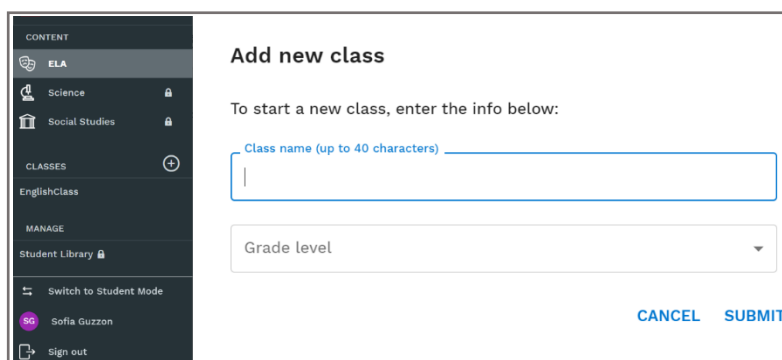 CONTENT
ELA
Science
Social Studies
CLASSES
EnglishClass
MANAGE
Student Library
Switch to Student Mode
SG Sofia Guzzon
Sign out
Add new class
To start a new class, enter the info below:
Class name (up to 40 characters)
Grade level
CANCEL SUBMIT